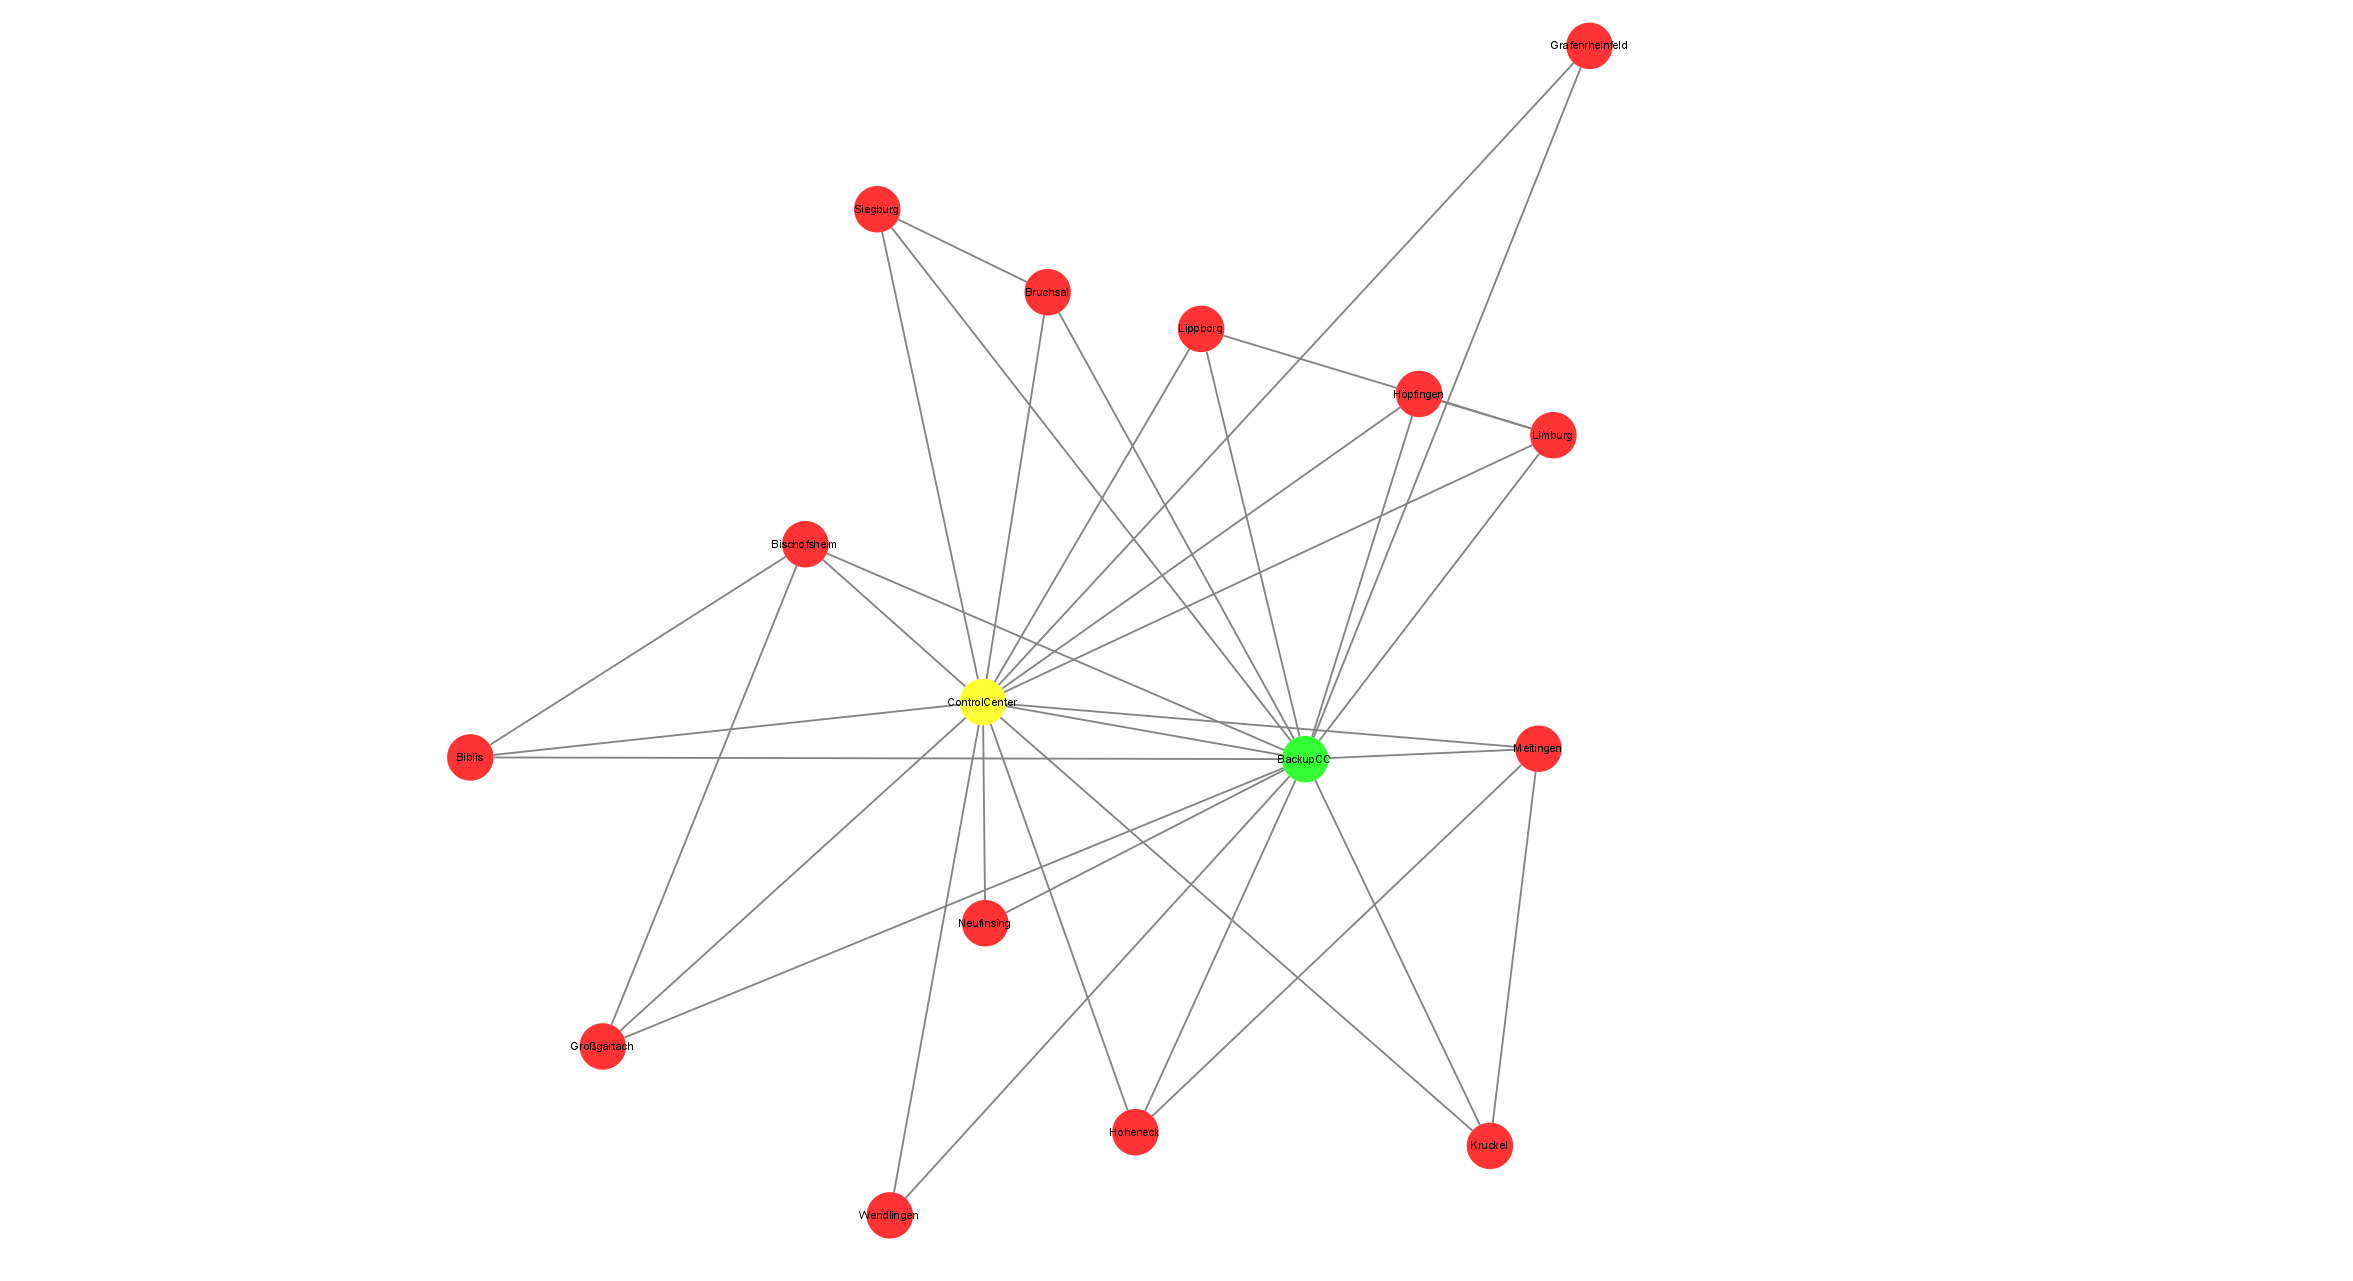 Grafenrheinfeld
Siegburg
Bruchsal
Lippborg
Höpfingen
Limburg
Bischofsheim
ControlCenter
Meitingen
Biblis
BackupCC
Neufinsing
Großgartach
Hoheneck
Kruckel
Wendlingen